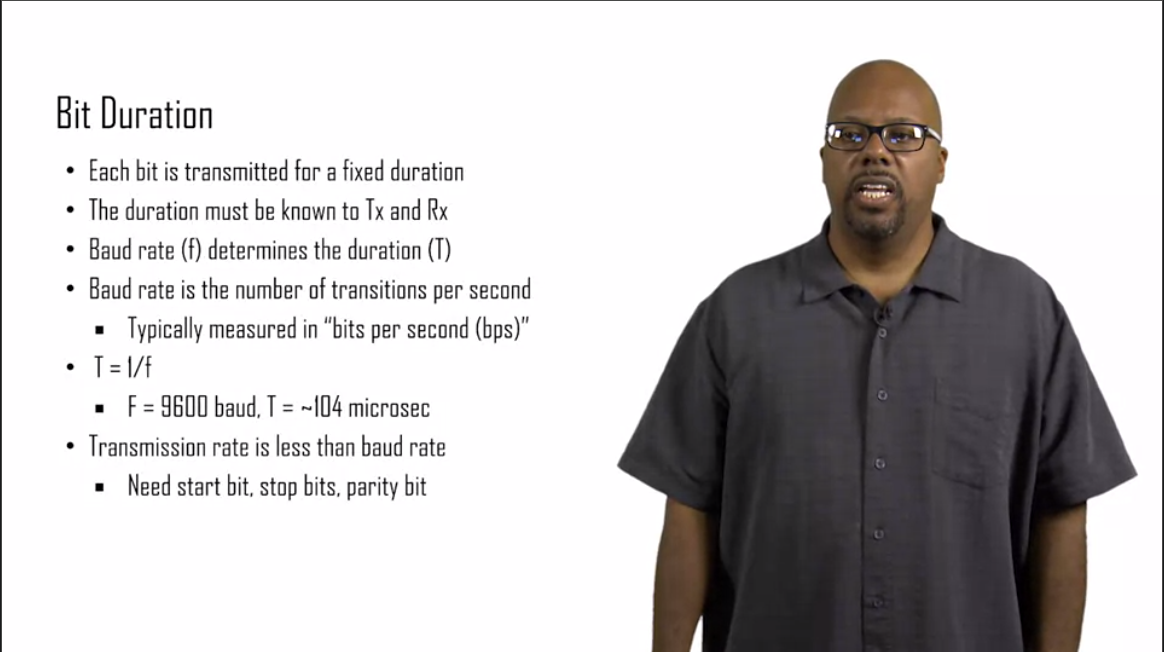 Bit Duration
• Each bit is transmitted for a fixed duration
• The duration must be known to Tx and Rx
• Baud rate (f) determines the duration (T)
• Baud rate is the number of transitions per second
▪ Typically measured in “bits per second (bps)”
• T = 1/f
▪ F = 9600 baud, T = ~104 microsec
• Transmission rate is less than baud rate
▪ Need start bit, stop bits, parity bit